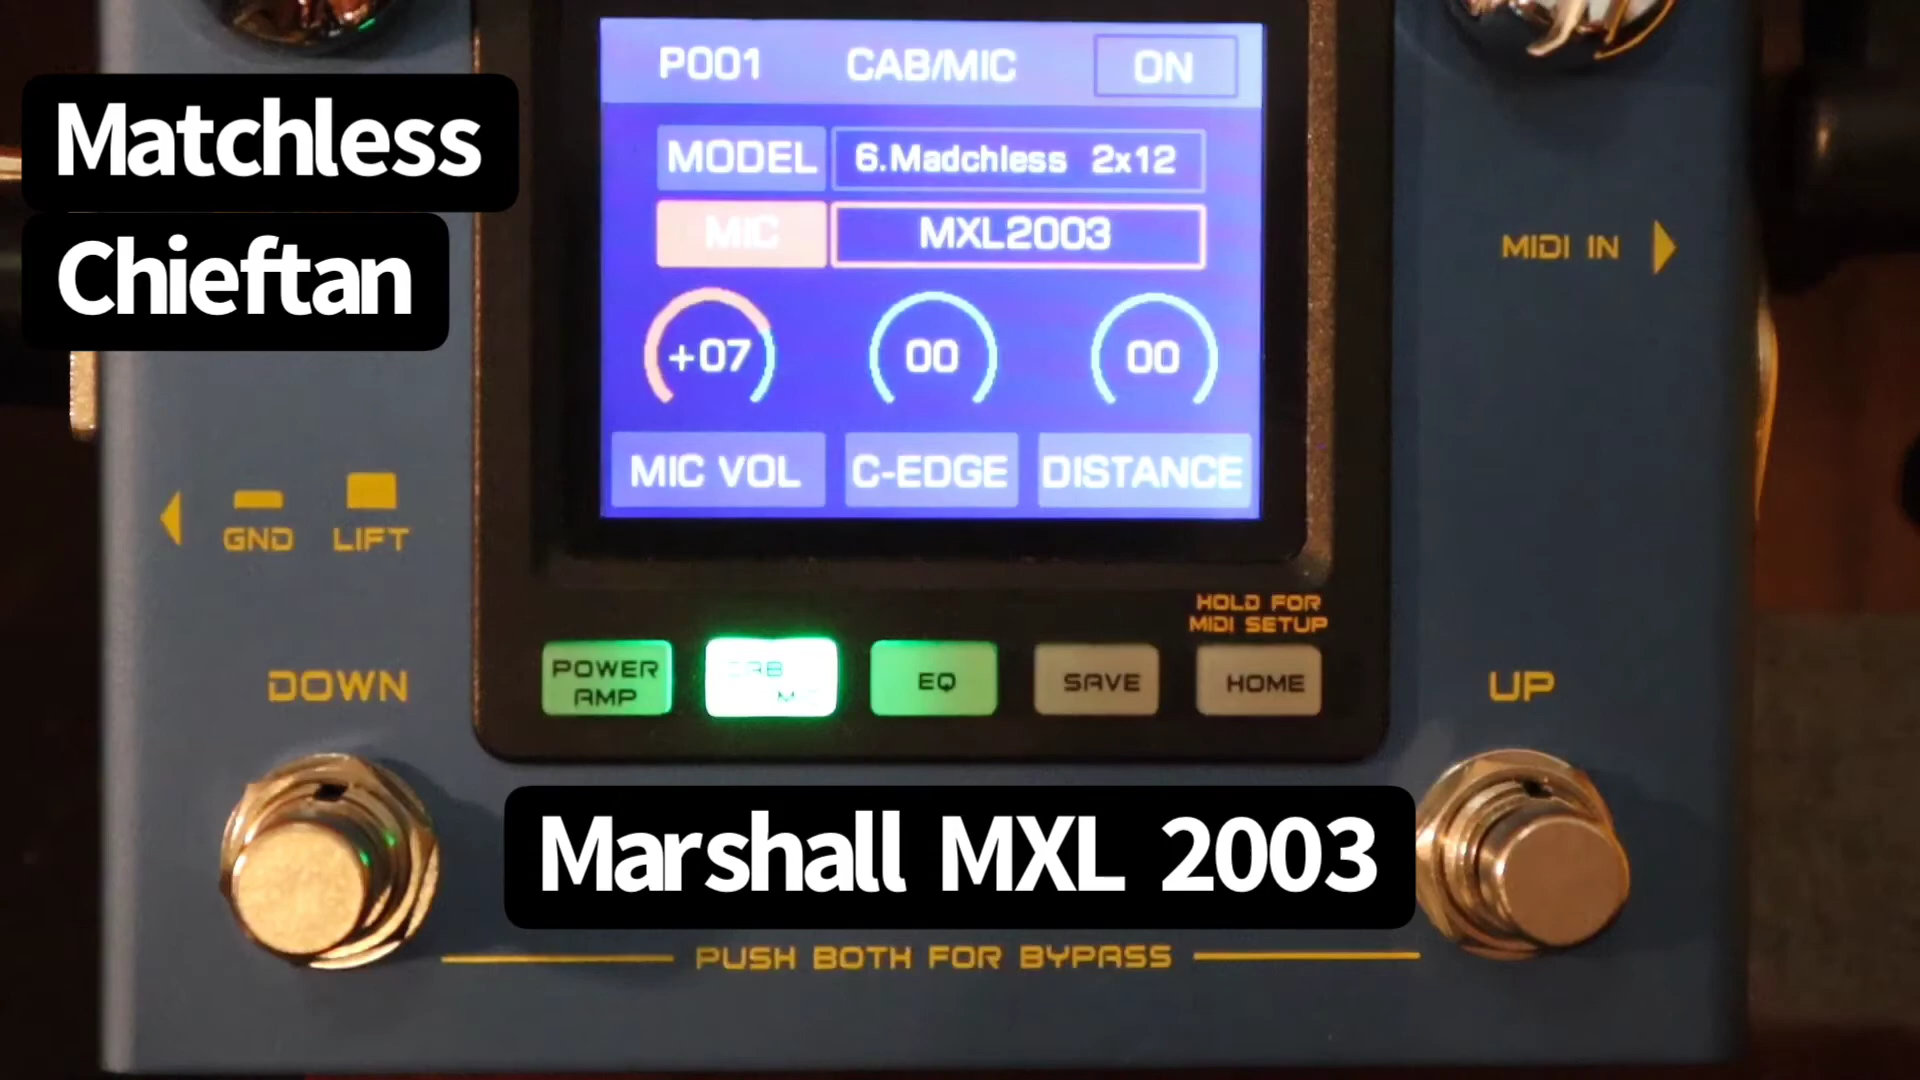 P001 CAB/MIC ON
Matchless
Chieftan
MODEL 6.Madchless 2x12
MIC MXL2003
MIDI IN
+07 00 00
MIC VOL C-EDGE DISTANCE
GND LIFT
HOLD FOR
MIDI SETUP
POWER
AMP
CAB
MIC
EQ
SAVE
HOME
DOWN
UP
Marshall MXL 2003
PUSH BOTH FOR BYPASS